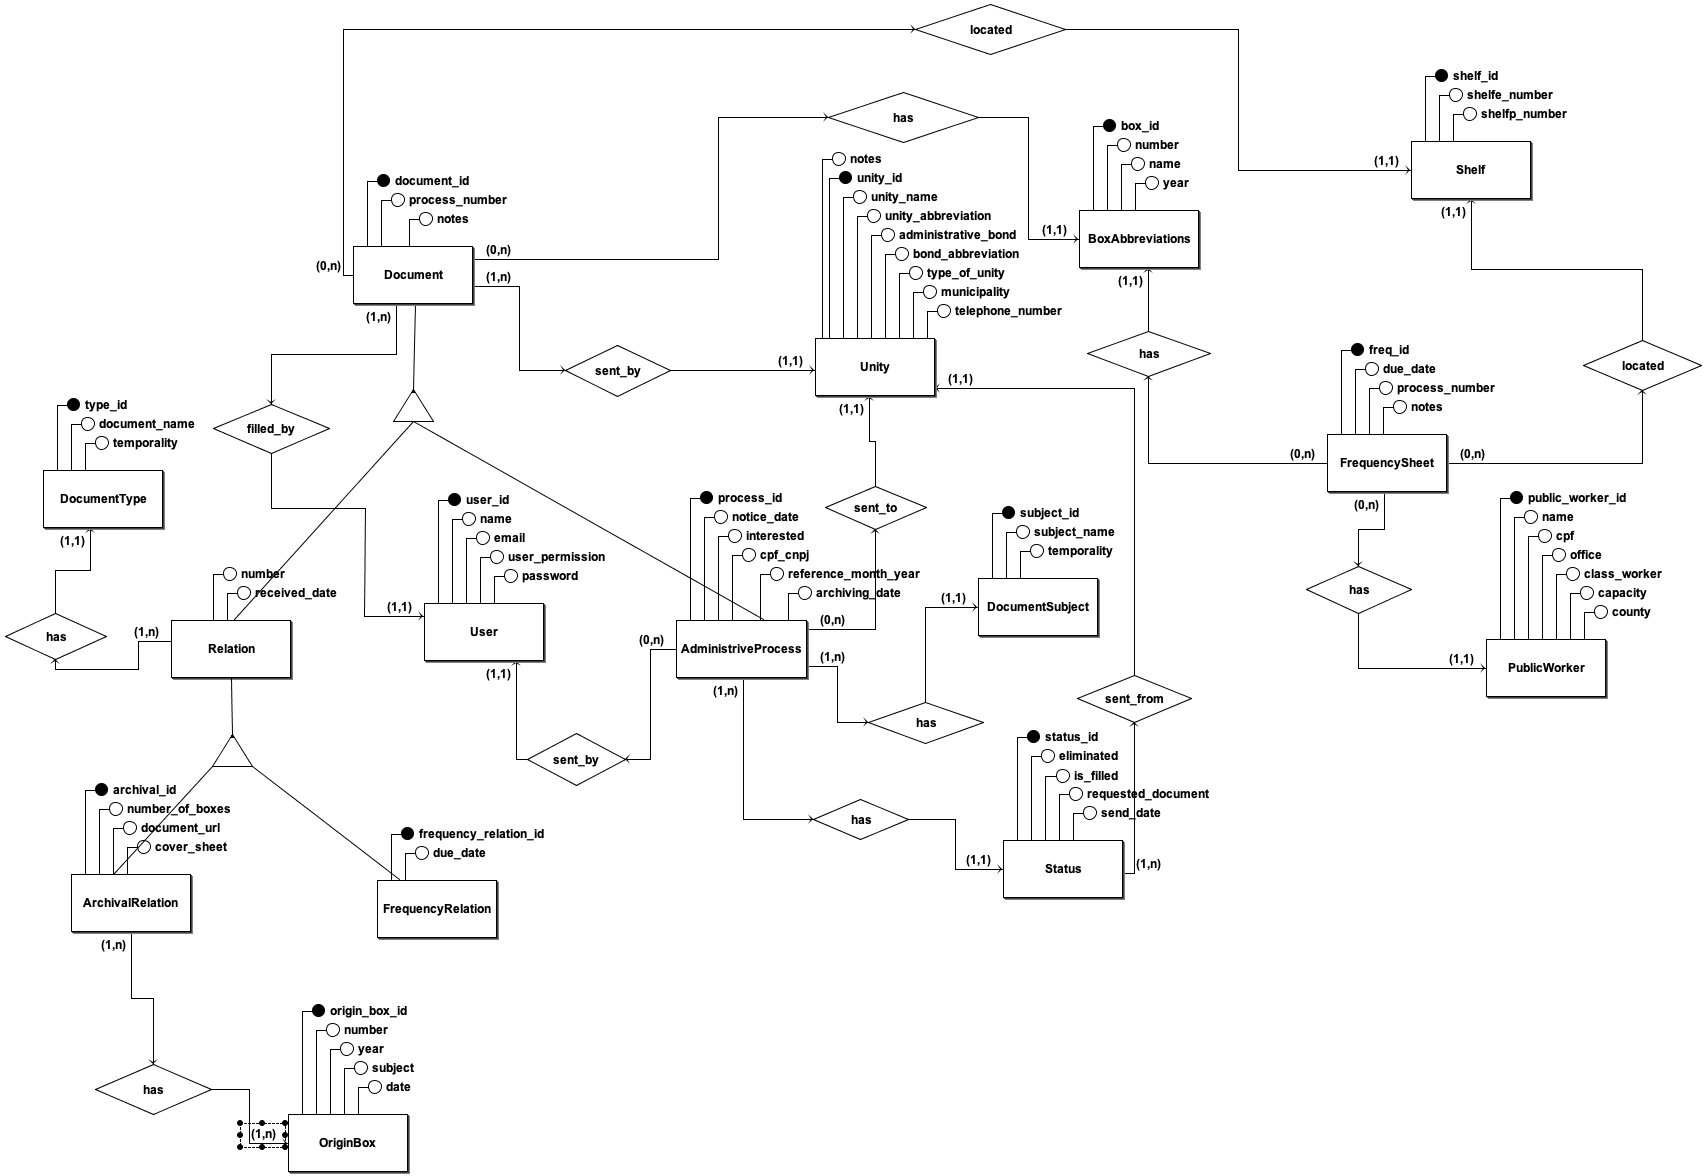 located
shelf_id
shelfe_number
shelfp_number
(1,1)
Shelf
(1,1)
has
box_id
number
name
year
(1,1)
BoxAbbreviations
(1,1)
document_id
process_number
notes
(0,n)
(0,n)
Document
(1,n)
(1,n)
notes
unity_id
unity_name
unity_abbreviation
administrative_bond
bond_abbreviation
type_of_unity
municipality
telephone_number
sent_by
(1,1)
Unity
(1,1)
(1,1)
has
located
freq_id
due_date
process_number
notes
(0,n)
FrequencySheet
(0,n)
(0,n)
filled_by
type_id
document_name
temporality
DocumentType
(1,1)
user_id
name
email
user_permission
password
(1,1)
User
(1,1)
process_id
notice_date
interested
cpf_cnpj
reference_month_year
archiving_date
(0,n)
AdministriveProcess
(0,n)
(1,n)
(1,n)
sent_to
subject_id
subject_name
temporality
(1,1)
DocumentSubject
public_worker_id
name
cpf
office
class_worker
capacity
county
has
(1,1)
PublicWorker
number
received_date
has
(1,n)
Relation
sent_from
has
sent_by
status_id
eliminated
is_filled
requested_document
send_date
has
(1,1)
Status
(1,n)
archival_id
number_of_boxes
document_url
cover_sheet
ArchivalRelation
(1,n)
frequency_relation_id
due_date
FrequencyRelation
origin_box_id
number
year
subject
date
has
(1,n)
OriginBox